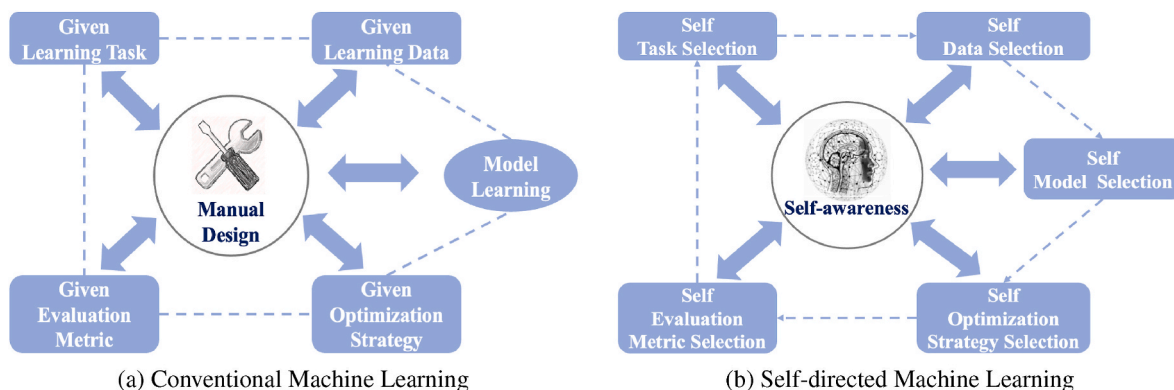 Given
Learning Task
Given
Learning Data
Manual
Design
Model
Learning
Given
Evaluation
Metric
Given
Optimization
Strategy
(a) Conventional Machine Learning
Self
Task Selection
Self
Data Selection
Self-awareness
Self
Model Selection
Self
Evaluation
Metric Selection
Self
Optimization
Strategy Selection
(b) Self-directed Machine Learning